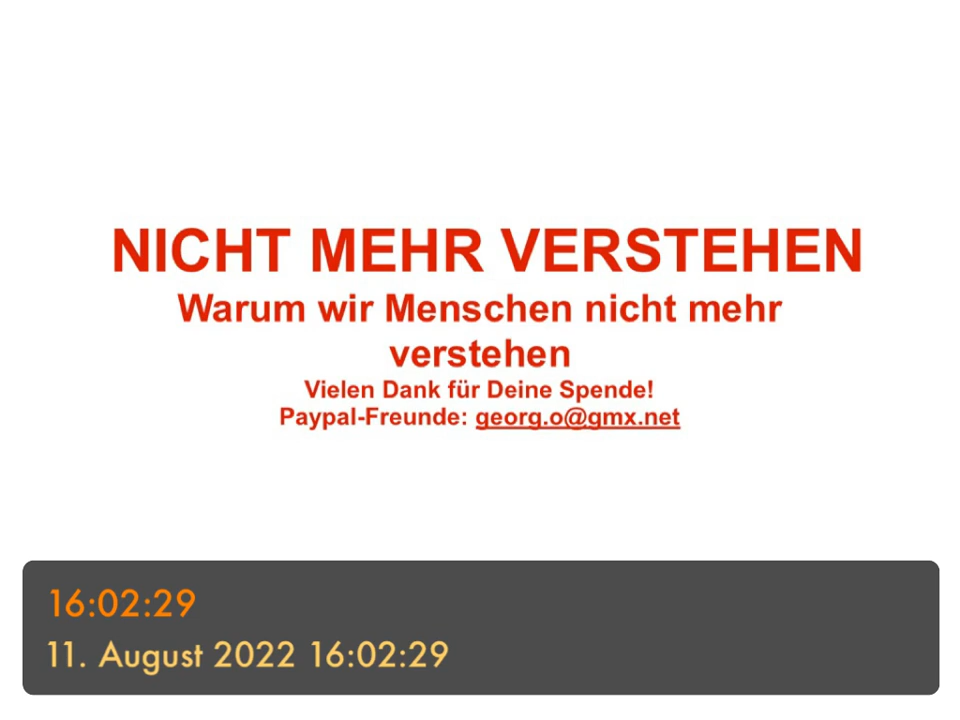 NICHT MEHR VERSTEHEN
Warum wir Menschen nicht mehr
verstehen
Vielen Dank für Deine Spende!
Paypal-Freunde: georg.o@gmx.net
16:02:29
11. August 2022 16:02:29